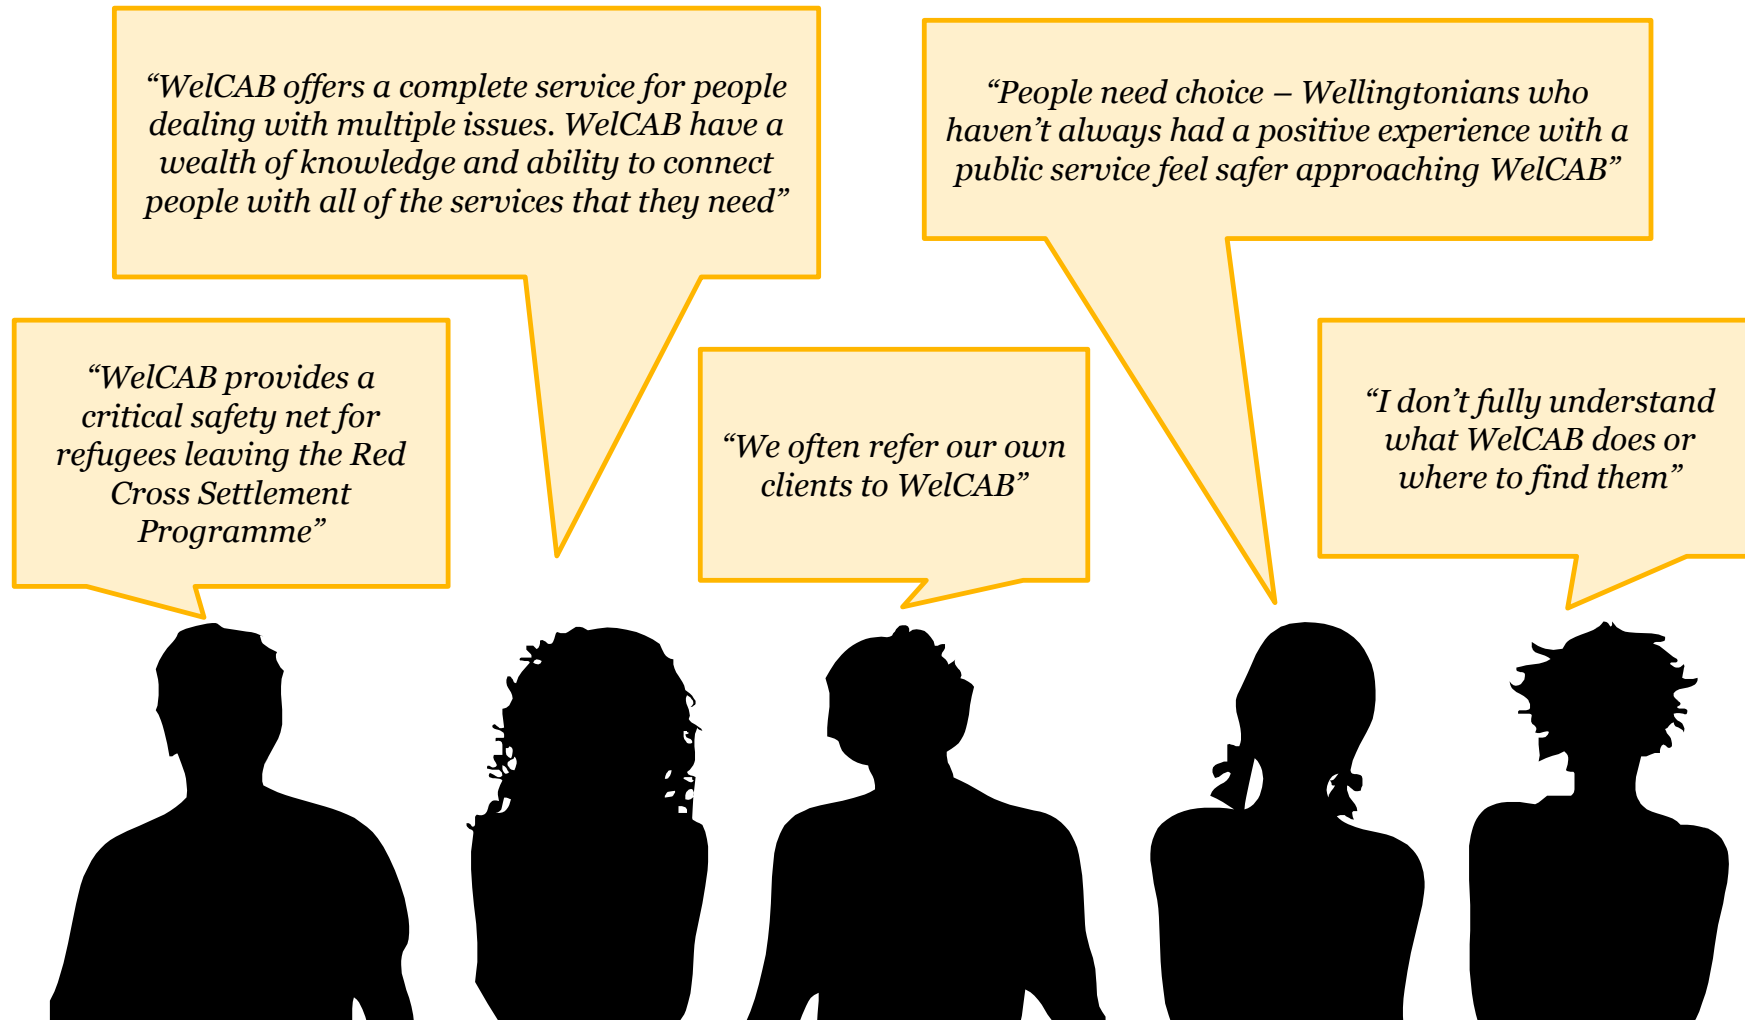 “WelCAB offers a complete service for people
dealing with multiple issues. WelCAB have a
wealth of knowledge and ability to connect
people with all of the services that they need”
“People need choice – Wellingtonians who
haven’t always had a positive experience with a
public service feel safer approaching WelCAB”
“WelCAB provides a
critical safety net for
refugees leaving the Red
Cross Settlement
Programme”
“We often refer our own
clients to WelCAB”
“I don’t fully understand
what WelCAB does or
where to find them”